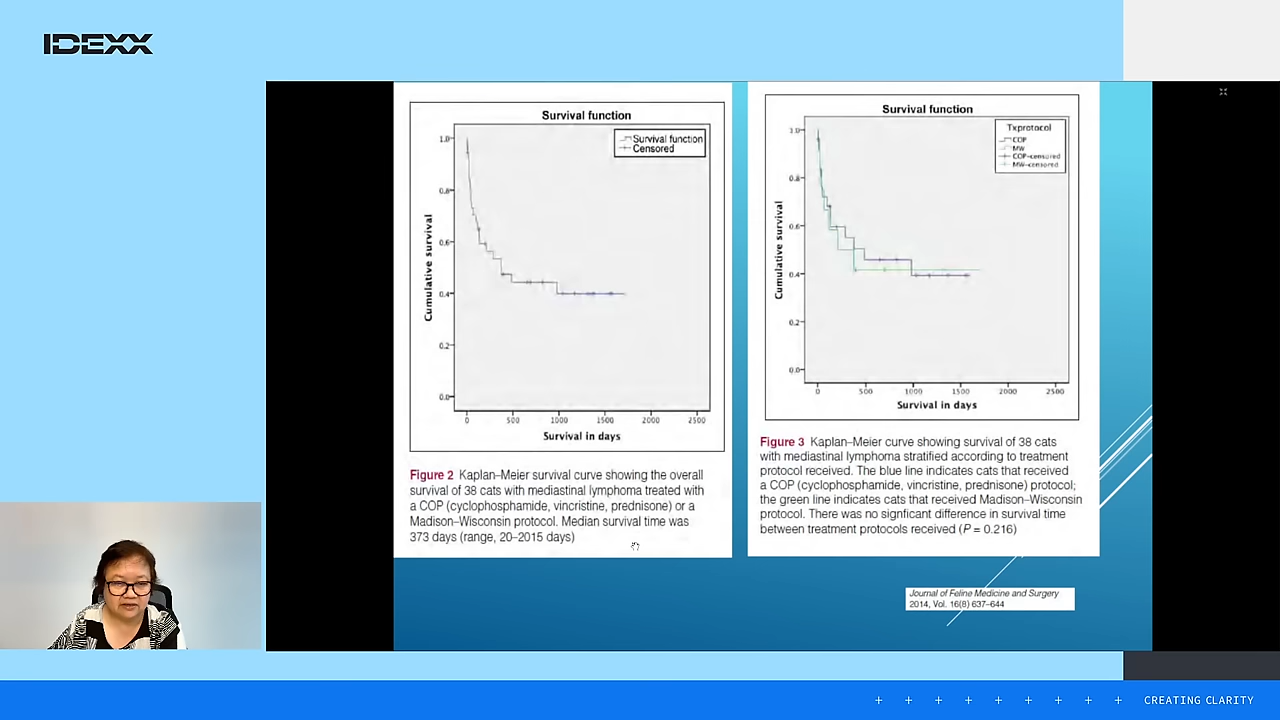 IDEXX
Survival function
Survival function
Censored
1.0
0.8
0.6
0.4
0.2
0.0
Cumulative survival
0 500 1000 1500 2000 2500
Survival in days
Figure 2 Kaplan–Meier survival curve showing the overall
survival of 38 cats with mediastinal lymphoma treated with
a COP (cyclophosphamide, vincristine, prednisone) or a
Madison–Wisconsin protocol. Median survival time was
373 days (range, 20–2015 days)
Survival function
Txprotocol
COP
MW
COP-censored
MW-censored
1.0
0.8
0.6
0.4
0.2
0.0
Cumulative survival
0 500 1000 1500 2000 2500
Survival in days
Figure 3 Kaplan–Meier curve showing survival of 38 cats
with mediastinal lymphoma stratified according to treatment
protocol received. The blue line indicates cats that received
a COP (cyclophosphamide, vincristine, prednisone) protocol;
the green line indicates cats that received Madison–Wisconsin
protocol. There was no signficant difference in survival time
between treatment protocols received (P = 0.216)
Journal of Feline Medicine and Surgery
2014, Vol. 16(8) 637–644
CREATING CLARITY